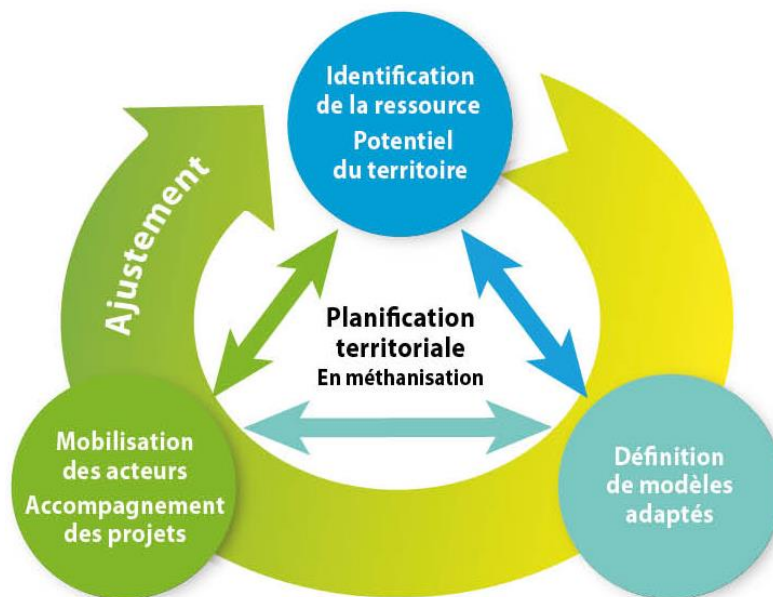 Identification
de la ressource
Potentiel
du territoire
Ajustement
Planification
territoriale
En méthanisation
Mobilisation
des acteurs
Accompagnement
des projets
Définition
de modèles
adaptés